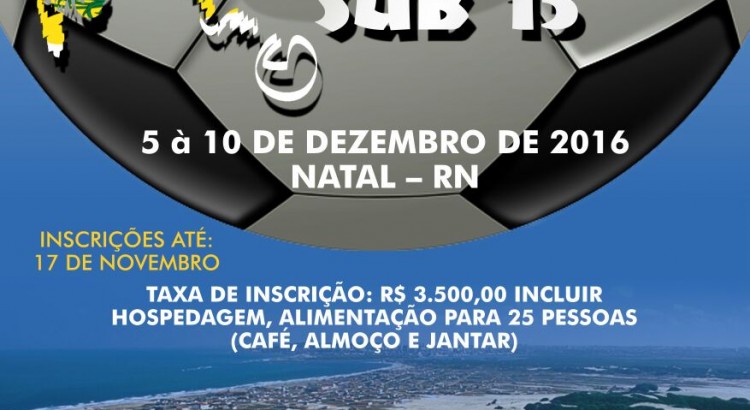 SUB 15
5 à 10 DE DEZEMBRO DE 2016
NATAL – RN
INSCRIÇÕES ATÉ:
17 DE NOVEMBRO
TAXA DE INSCRIÇÃO: R$ 3.500,00 INCLUIR
HOSPEDAGEM, ALIMENTAÇÃO PARA 25 PESSOAS
(CAFÉ, ALMOÇO E JANTAR)